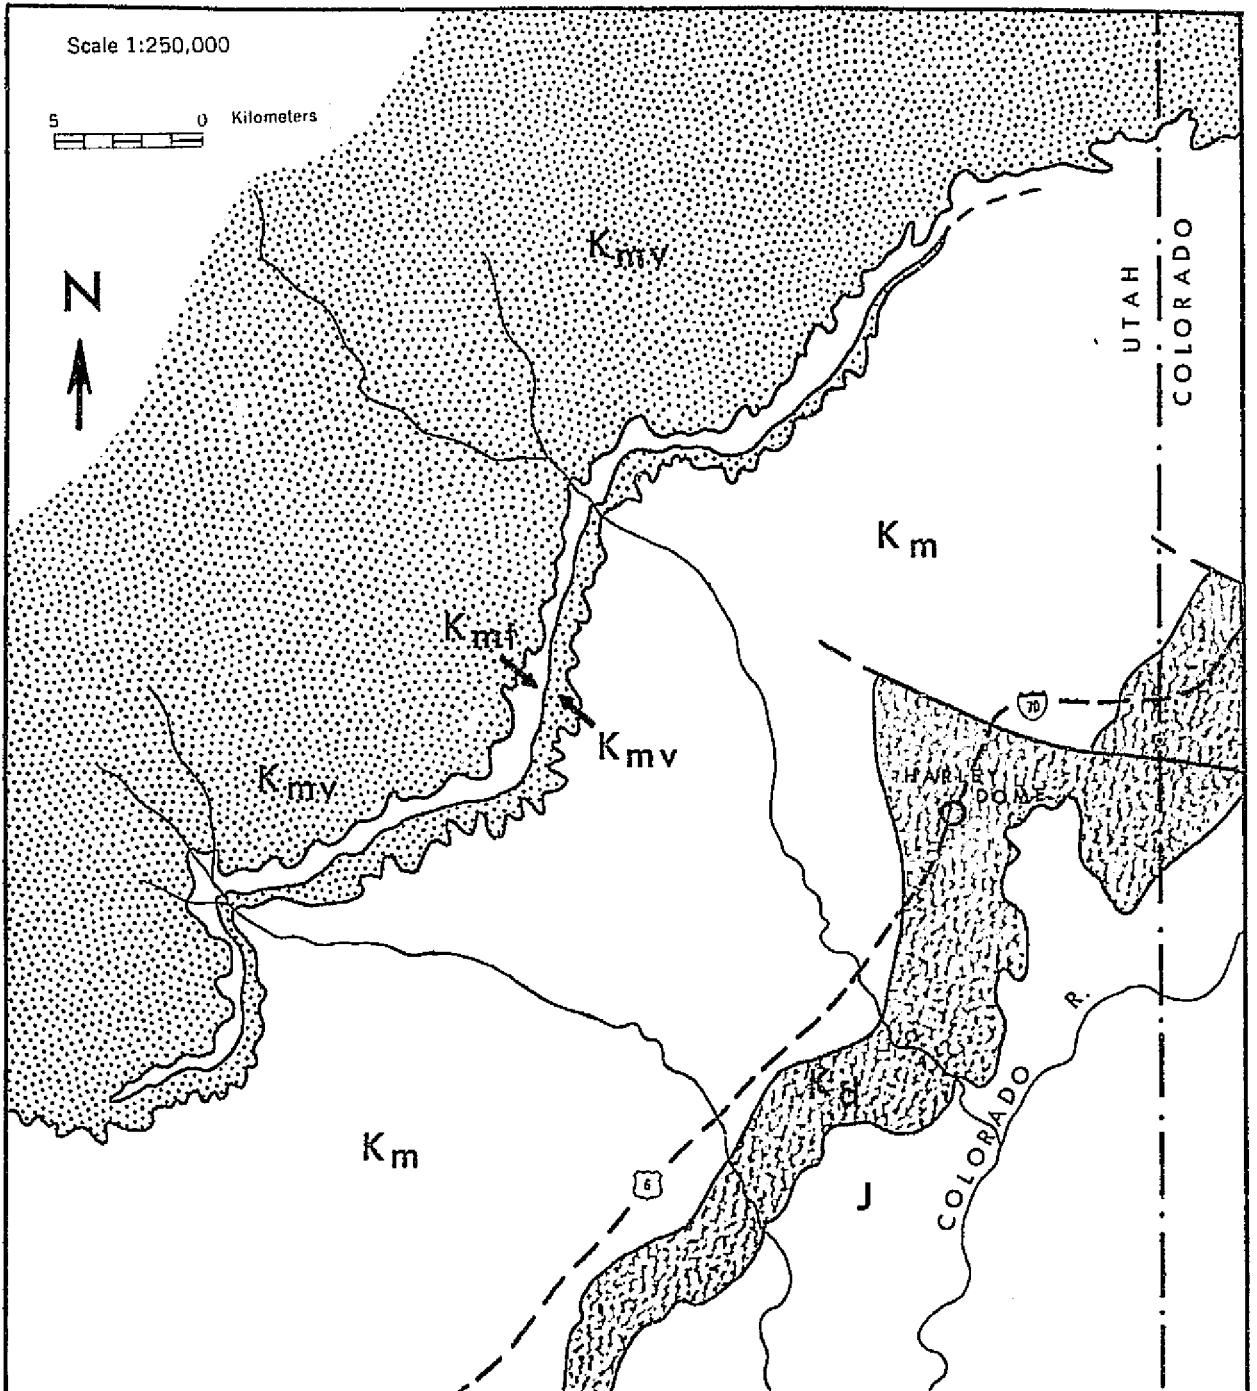 Scale 1:250,000
5 0 Kilometers
N
Kmv
UTAH
COLORADO
Km
Kmf
Kmv
70
Kmv
HARLEY
DOME
COLORADO R.
Kd
Km
6
J